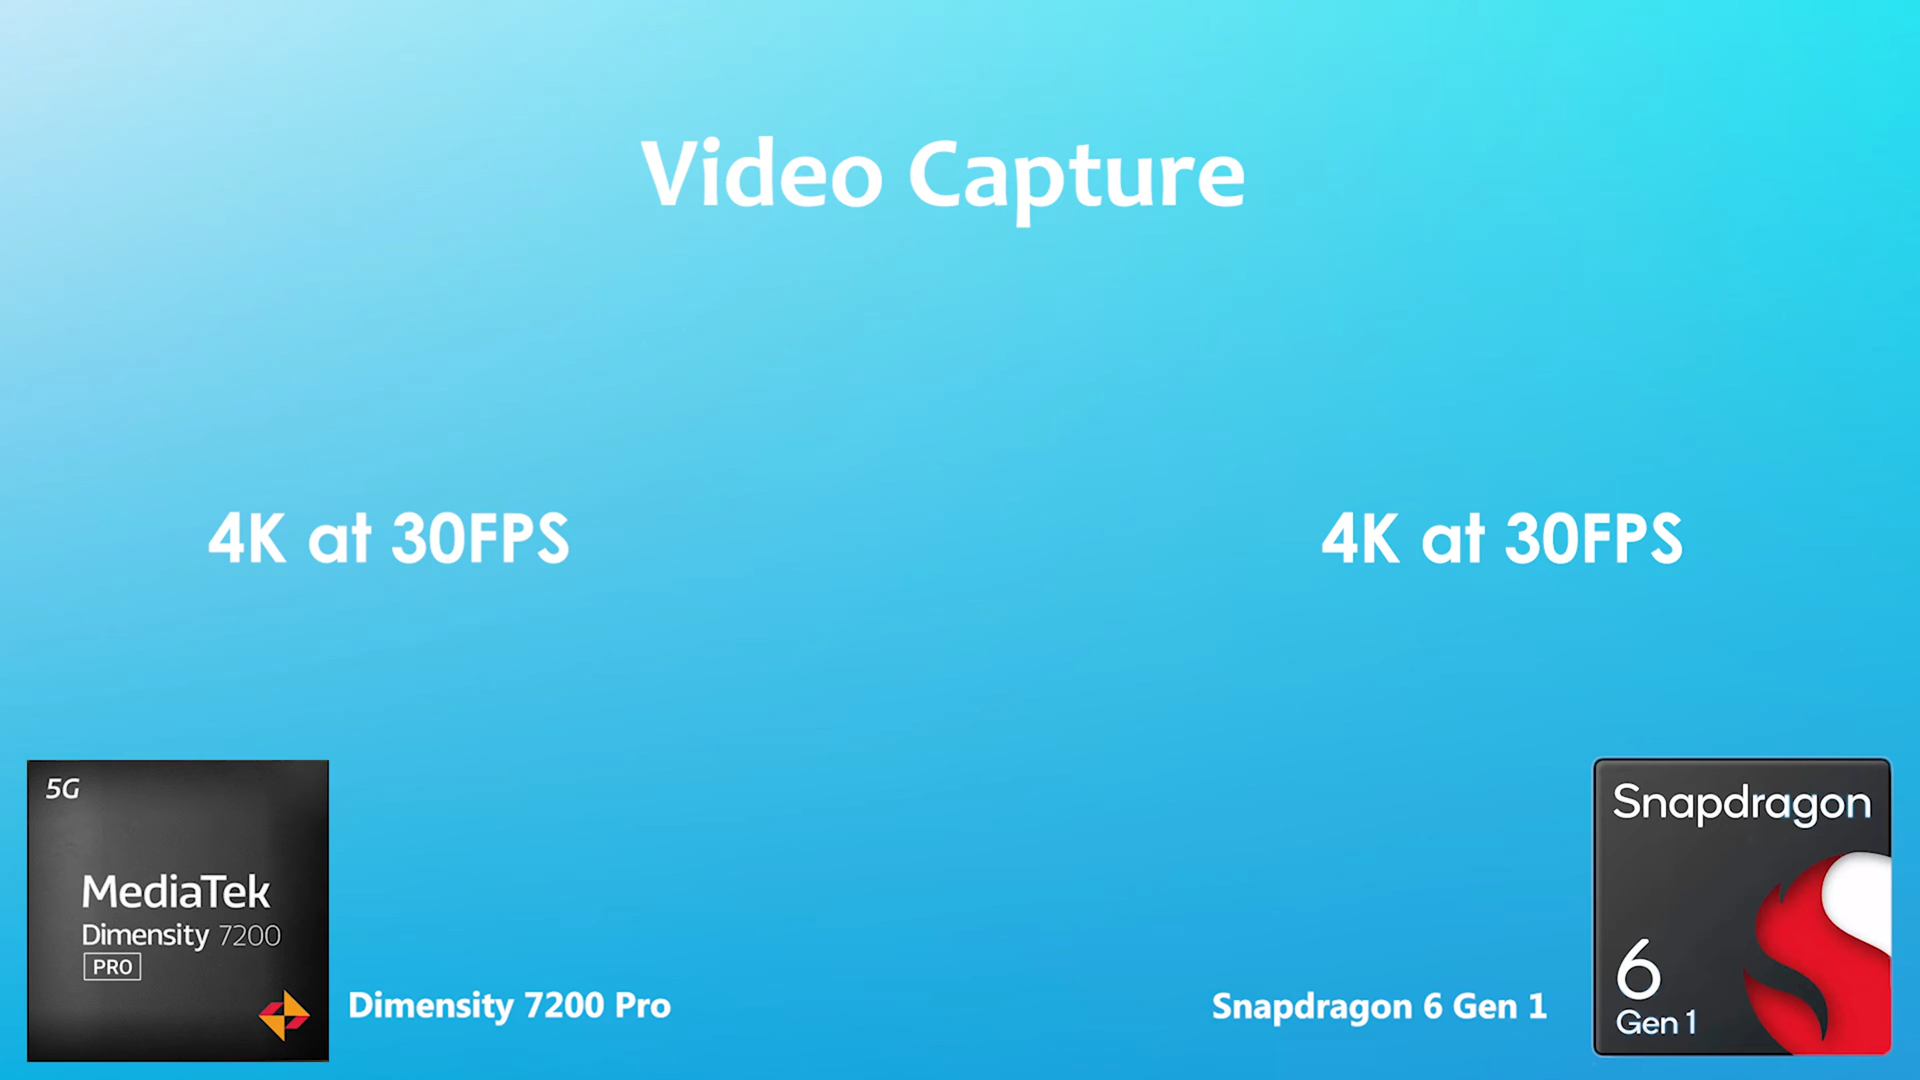 Video Capture
4K at 30FPS
4K at 30FPS
5G
MediaTek
Dimensity 7200
PRO
Dimensity 7200 Pro
Snapdragon 6 Gen 1
Snapdragon
6
Gen 1